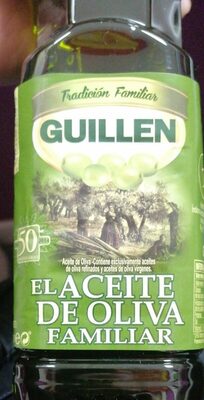 Tradición Familiar
GUILLEN
50
Aceite de Oliva -Contiene exclusivamente aceites
de oliva refinados y aceites de oliva vírgenes.
EL ACEITE
DE OLIVA
FAMILIAR